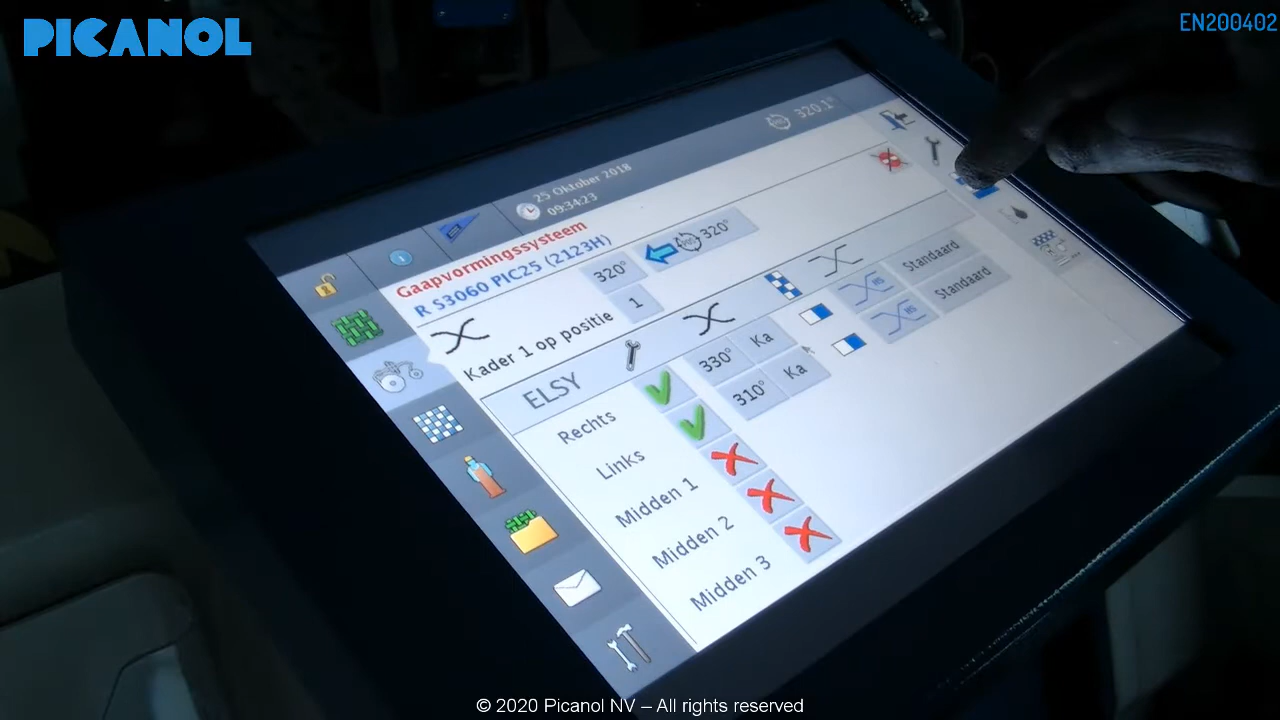 PICANOL
EN200402
25 Oktober 2018
09:34:23
320.1°
Gaapvormingssysteem
R S3060 PIC25 (2123H)
320°
320°
Kader 1 op positie
1
ELSY
Rechts
330°
Ka
HS
Standaard
Links
310°
Ka
HS
Standaard
Midden 1
Midden 2
Midden 3
© 2020 Picanol NV – All rights reserved